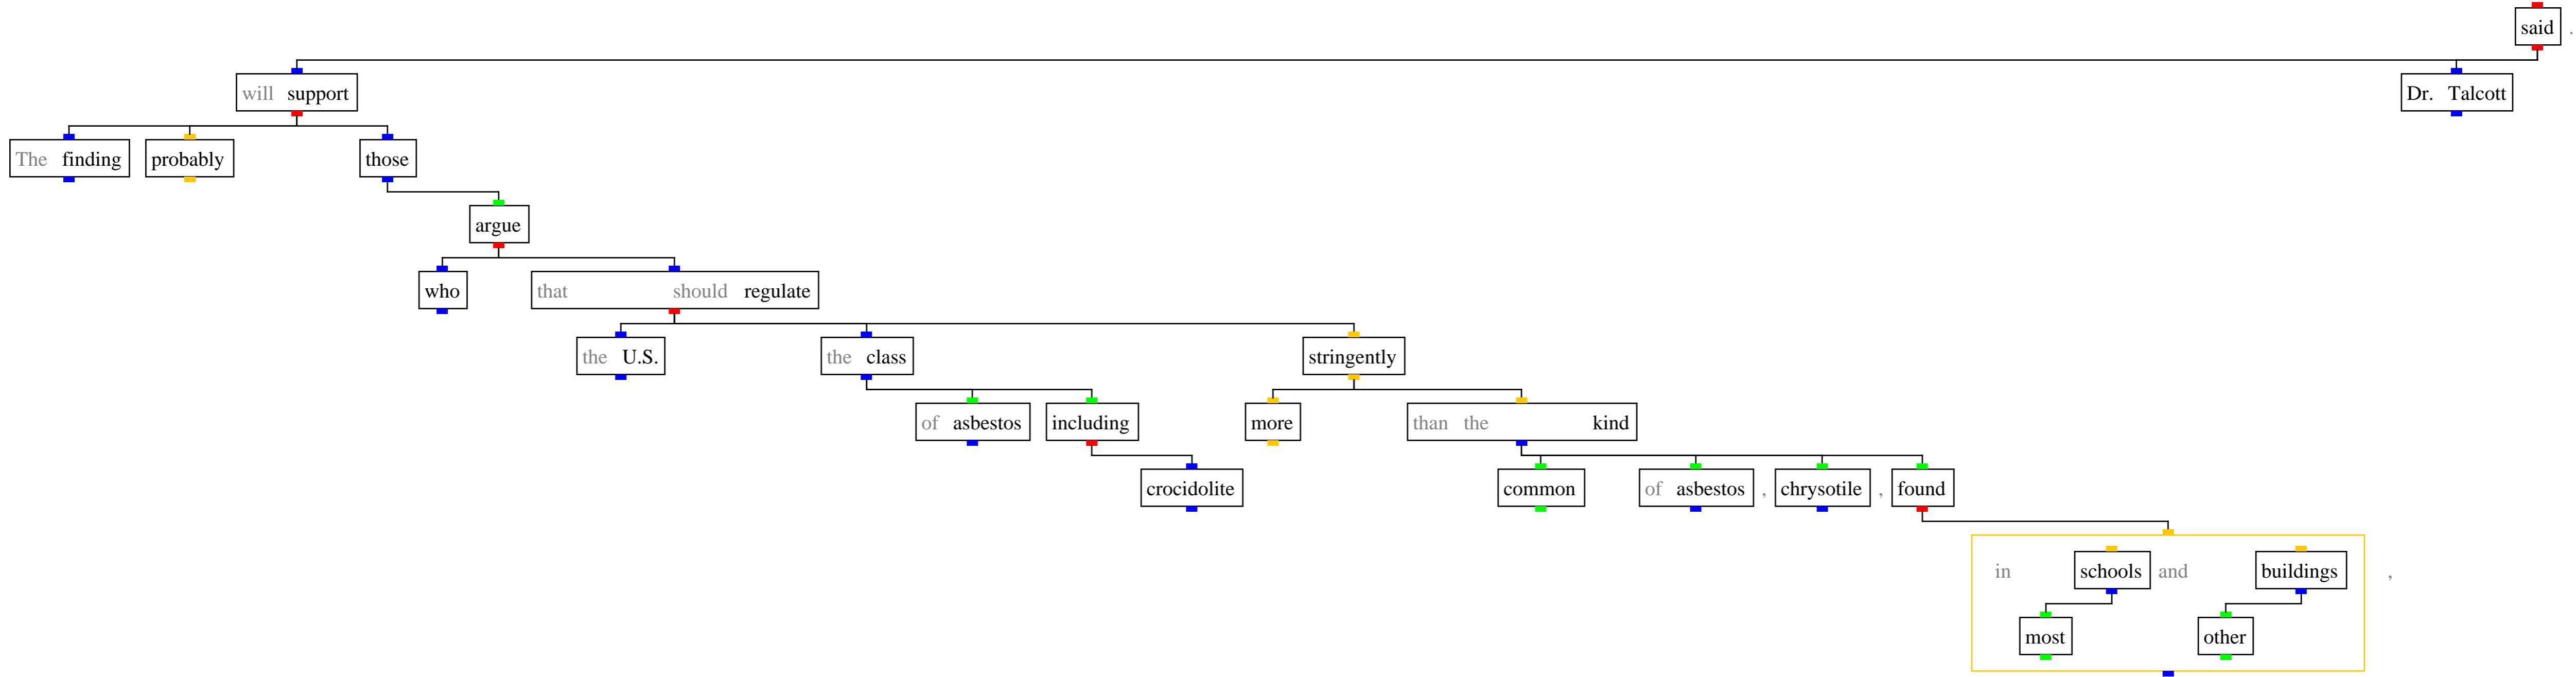 said .
will support Dr. Talcott
The finding probably those
argue
who that should regulate
the U.S. the class stringently
of asbestos including more than the kind
crocidolite common of asbestos , chrysotile , found
in schools and buildings ,
most other